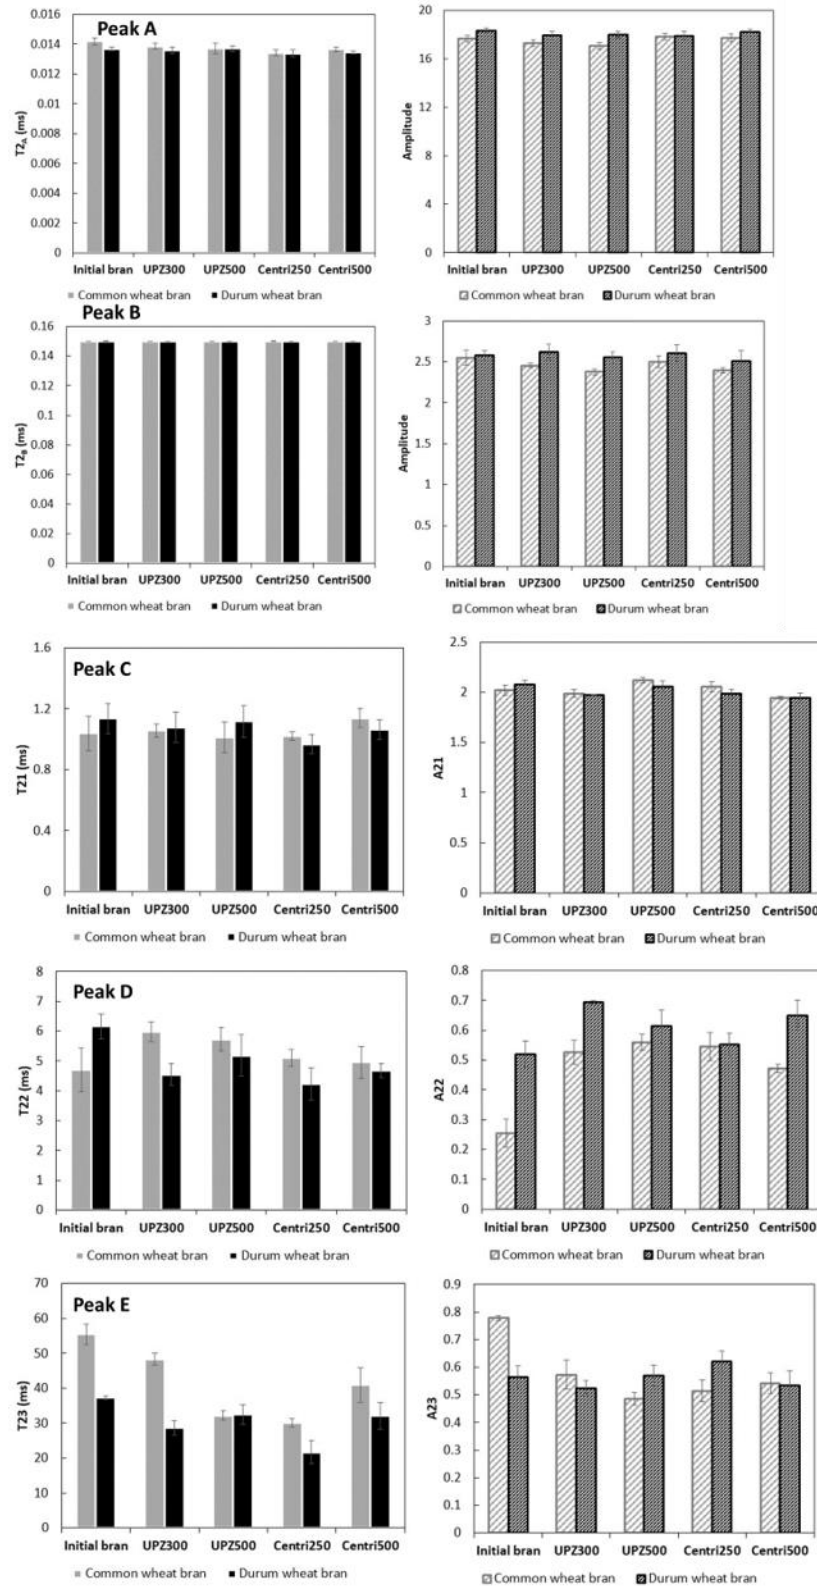 Peak A
T2A (ms)
0.016
0.014
0.012
0.01
0.008
0.006
0.004
0.002
0
Initial bran UPZ300 UPZ500 Centri250 Centri500
Common wheat bran Durum wheat bran
Amplitude
20
16
12
8
4
0
Initial bran UPZ300 UPZ500 Centri250 Centri500
Common wheat bran Durum wheat bran
Peak B
T2B (ms)
0.16
0.14
0.12
0.1
0.08
0.06
0.04
0.02
0
Initial bran UPZ300 UPZ500 Centri250 Centri500
Common wheat bran Durum wheat bran
Amplitude
3
2.5
2
1.5
1
0.5
0
Initial bran UPZ300 UPZ500 Centri250 Centri500
Common wheat bran Durum wheat bran
Peak C
T21 (ms)
1.6
1.2
0.8
0.4
0
Initial bran UPZ300 UPZ500 Centri250 Centri500
Common wheat bran Durum wheat bran
A21
2.5
2
1.5
1
0.5
0
Initial bran UPZ300 UPZ500 Centri250 Centri500
Common wheat bran Durum wheat bran
Peak D
T22 (ms)
8
7
6
5
4
3
2
1
0
Initial bran UPZ300 UPZ500 Centri250 Centri500
Common wheat bran Durum wheat bran
A22
0.8
0.7
0.6
0.5
0.4
0.3
0.2
0.1
0
Initial bran UPZ300 UPZ500 Centri250 Centri500
Common wheat bran Durum wheat bran
Peak E
T23 (ms)
70
60
50
40
30
20
10
0
Initial bran UPZ300 UPZ500 Centri250 Centri500
Common wheat bran Durum wheat bran
A23
0.9
0.8
0.7
0.6
0.5
0.4
0.3
0.2
0.1
0
Initial bran UPZ300 UPZ500 Centri250 Centri500
Common wheat bran Durum wheat bran